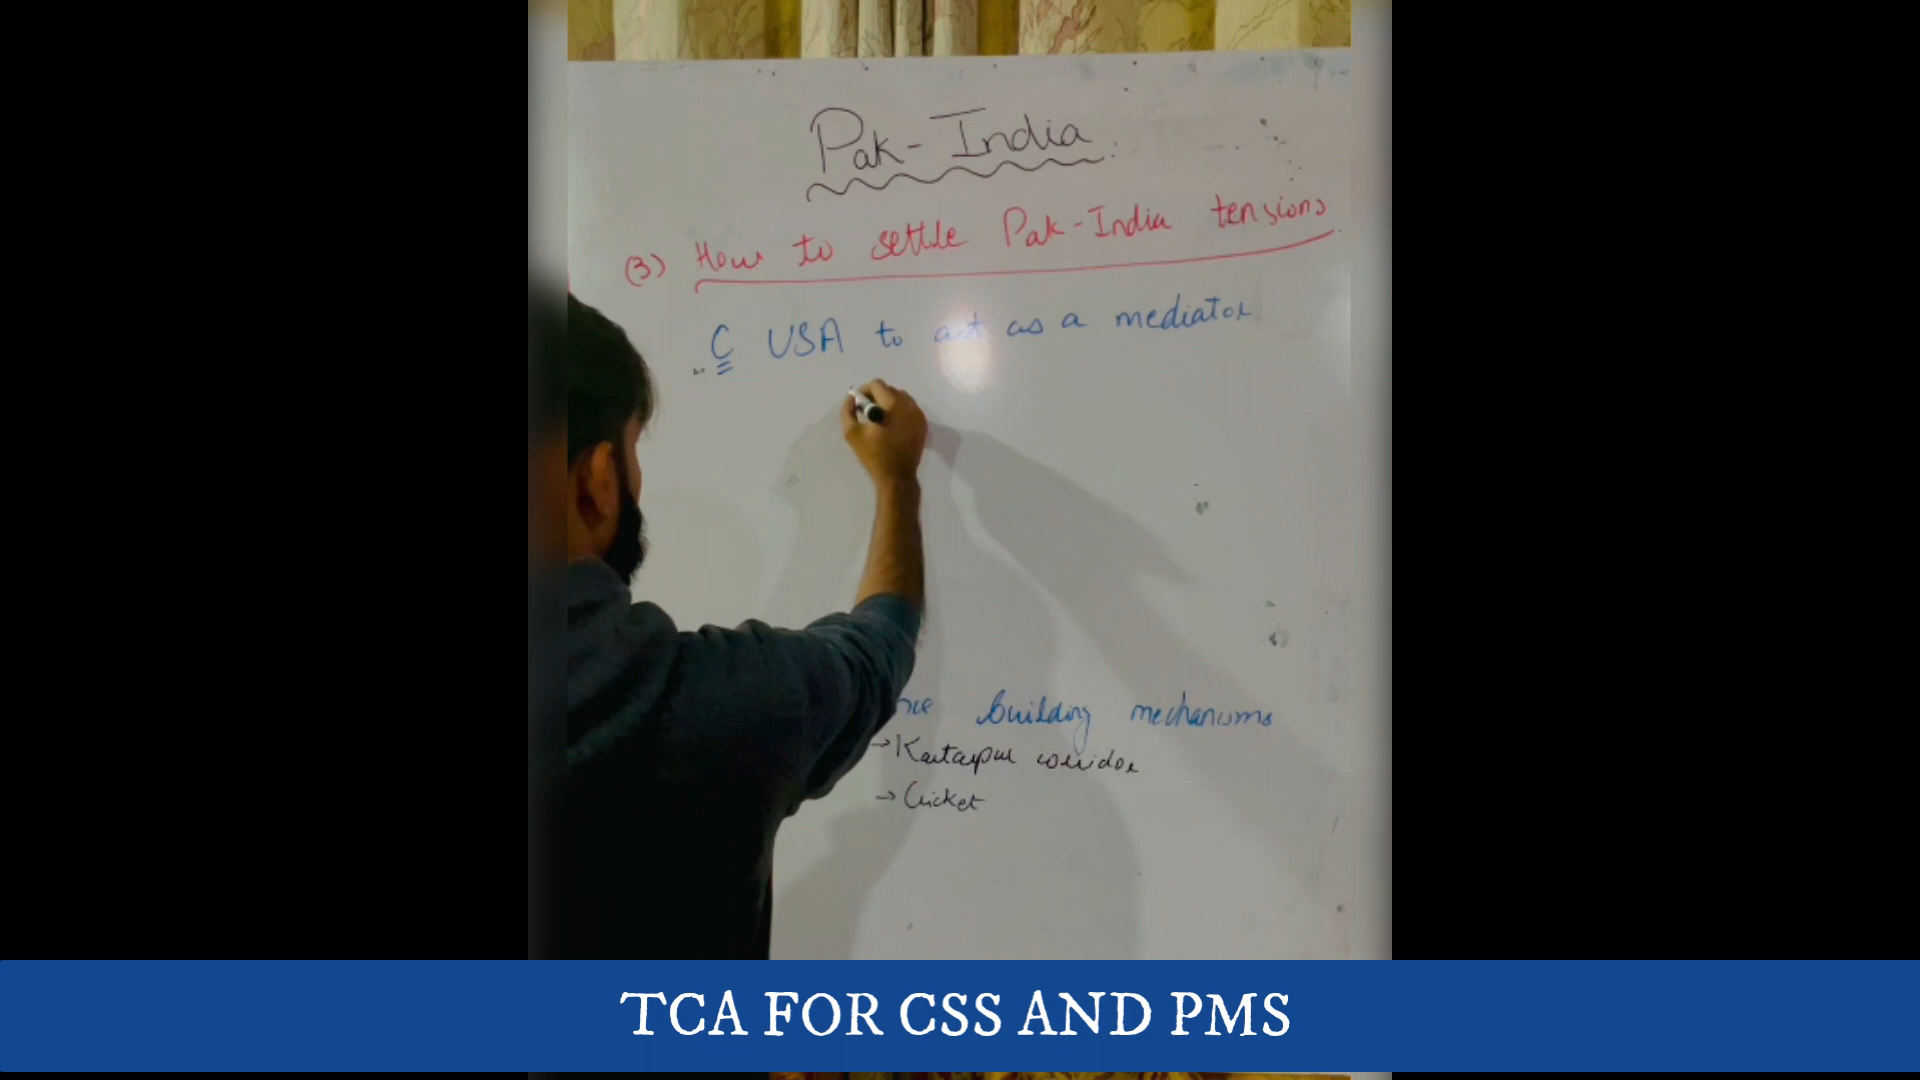 Pak-India
(3) How to settle Pak-India tensions
C USA to act as a mediator
building mechanisms
→ Kartarpur corridor
→ Cricket
TCA FOR CSS AND PMS